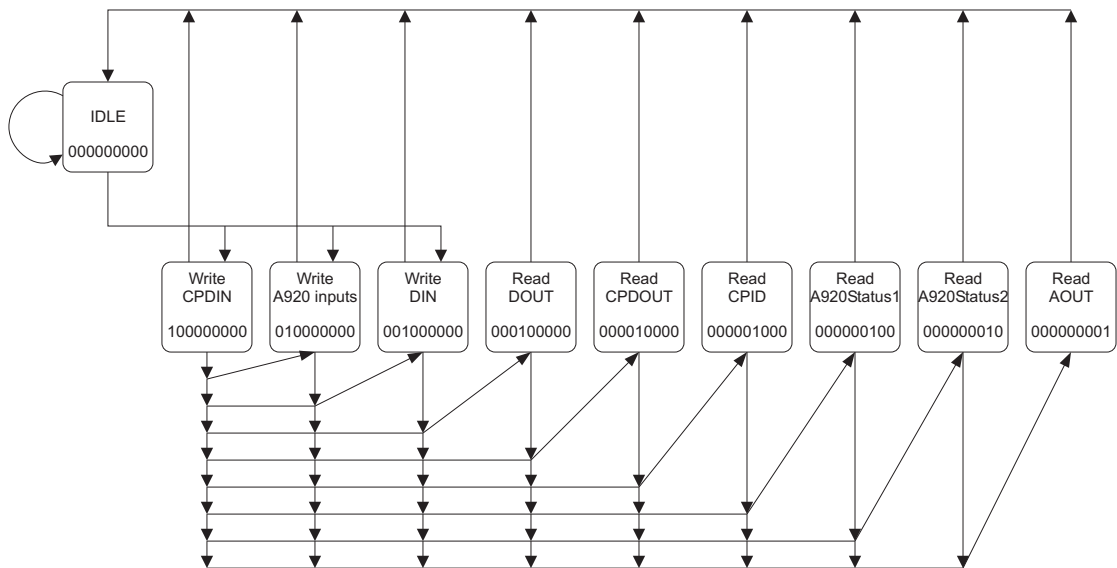 IDLE
000000000
Write
CPDIN
100000000
Write
A920 inputs
010000000
Write
DIN
001000000
Read
DOUT
000100000
Read
CPDOUT
000010000
Read
CPID
000001000
Read
A920Status1
000000100
Read
A920Status2
000000010
Read
AOUT
000000001